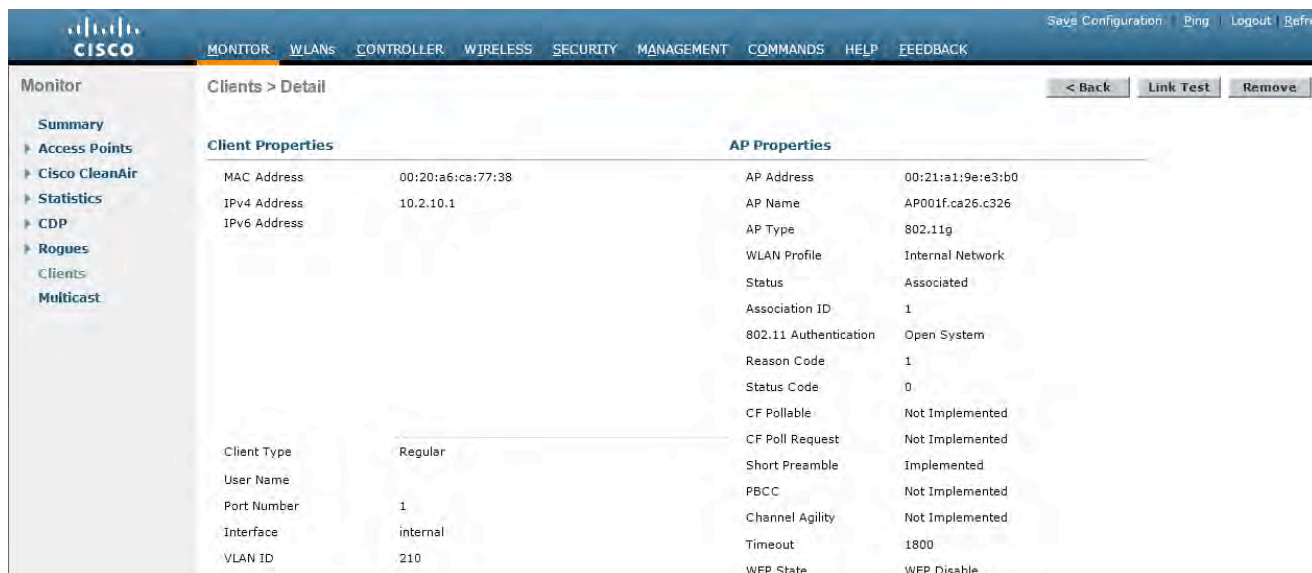 Save Configuration Ping Logout Refre
CISCO
MONITOR WLANs CONTROLLER WIRELESS SECURITY MANAGEMENT COMMANDS HELP FEEDBACK
Monitor
Summary
Access Points
Cisco CleanAir
Statistics
CDP
Rogues
Clients
Multicast
Clients > Detail
< Back Link Test Remove
Client Properties
MAC Address 00:20:a6:ca:77:38
IPv4 Address 10.2.10.1
IPv6 Address
Client Type Regular
User Name
Port Number 1
Interface internal
VLAN ID 210
AP Properties
AP Address 00:21:a1:9e:e3:b0
AP Name AP001f.ca26.c326
AP Type 802.11g
WLAN Profile Internal Network
Status Associated
Association ID 1
802.11 Authentication Open System
Reason Code 1
Status Code 0
CF Pollable Not Implemented
CF Poll Request Not Implemented
Short Preamble Implemented
PBCC Not Implemented
Channel Agility Not Implemented
Timeout 1800
WEP State WEP Disable